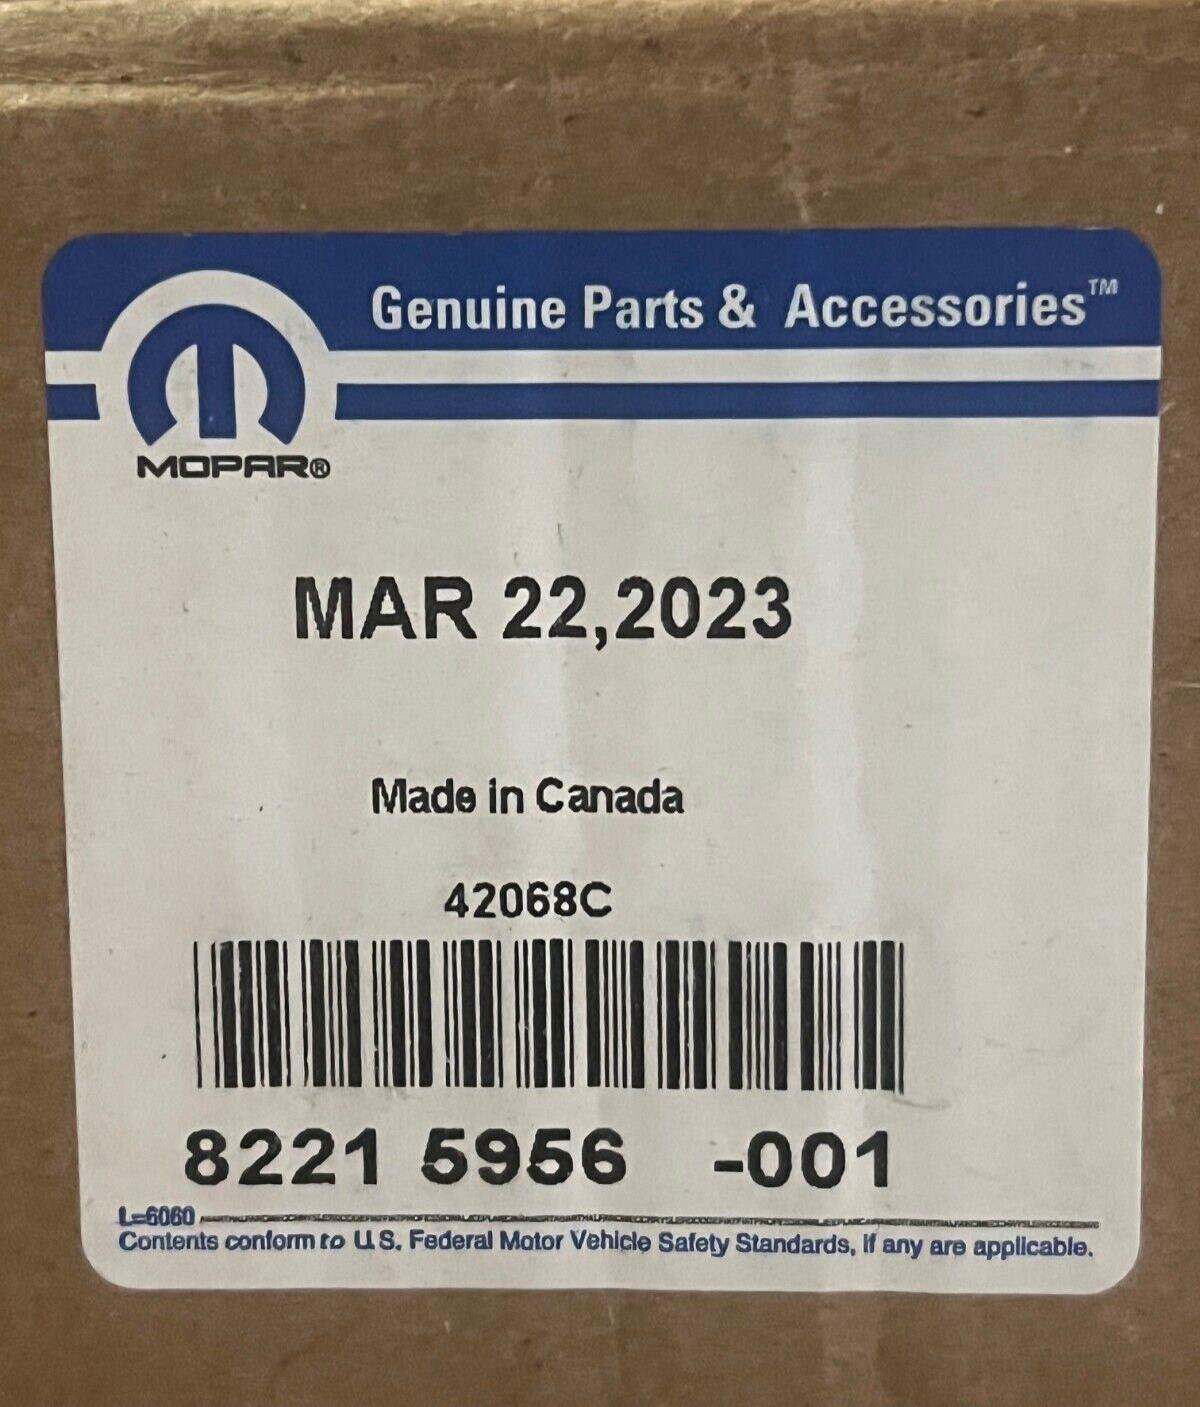 Genuine Parts & Accessories™
MOPAR®
MAR 22,2023
Made in Canada
42068C
8221 5956 -001
L=6060
Contents conform to U.S. Federal Motor Vehicle Safety Standards, if any are applicable.